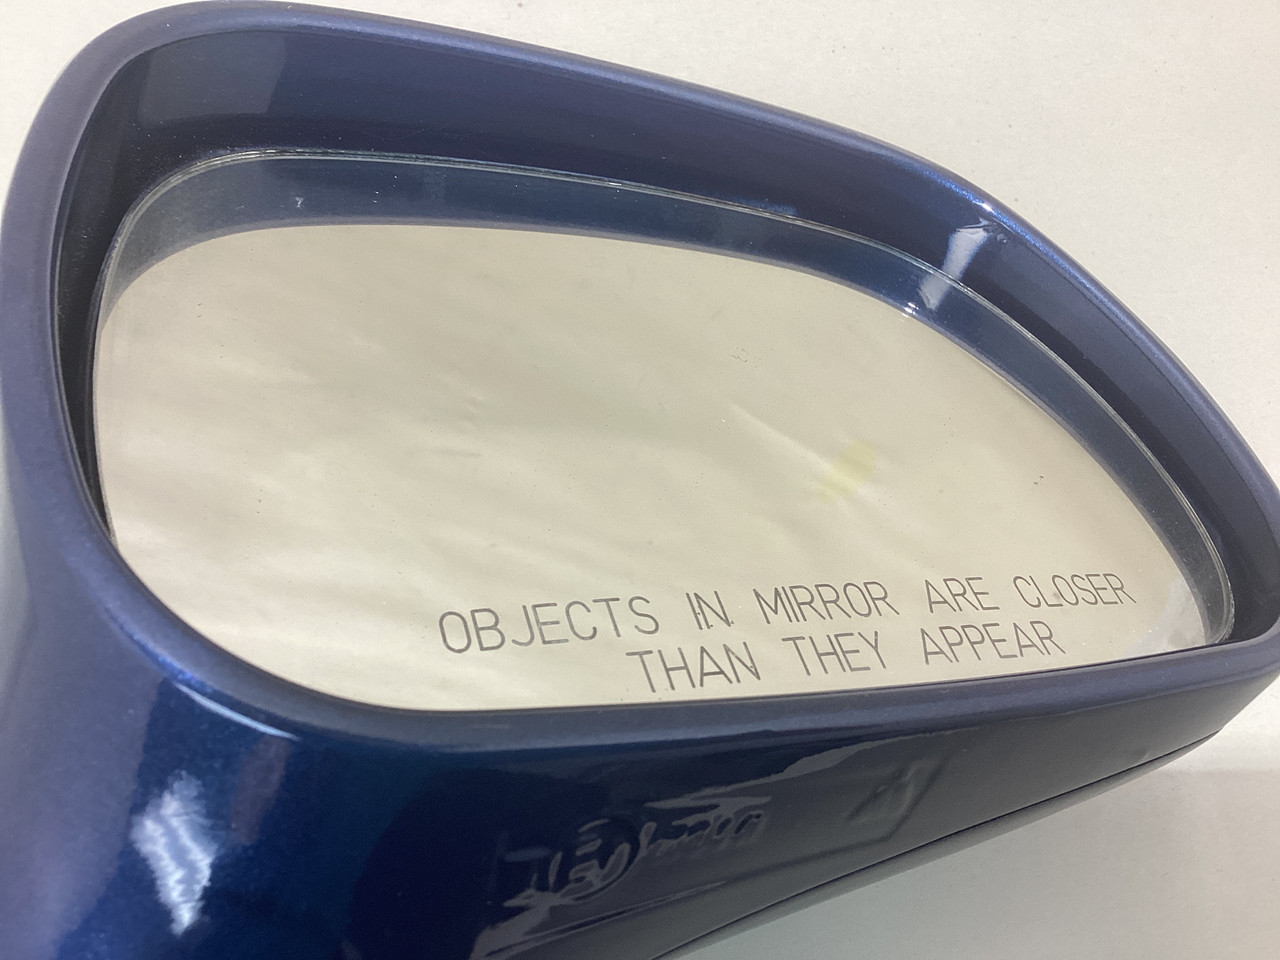 OBJECTS IN MIRROR ARE CLOSER
THAN THEY APPEAR